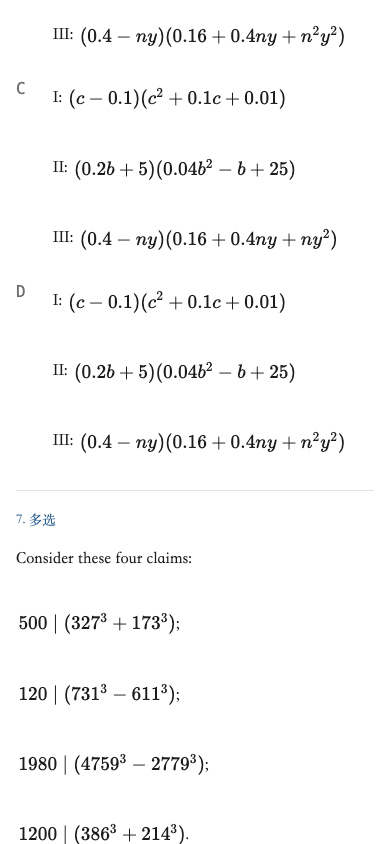 III: (0.4 − ny)(0.16 + 0.4ny + n²y²)
C I: (c − 0.1)(c² + 0.1c + 0.01)
II: (0.2b + 5)(0.04b² − b + 25)
III: (0.4 − ny)(0.16 + 0.4ny + ny²)
D I: (c − 0.1)(c² + 0.1c + 0.01)
II: (0.2b + 5)(0.04b² − b + 25)
III: (0.4 − ny)(0.16 + 0.4ny + n²y²)
7. 多选
Consider these four claims:
500 | (327³ + 173³);
120 | (731³ − 611³);
1980 | (4759³ − 2779³);
1200 | (386³ + 214³).